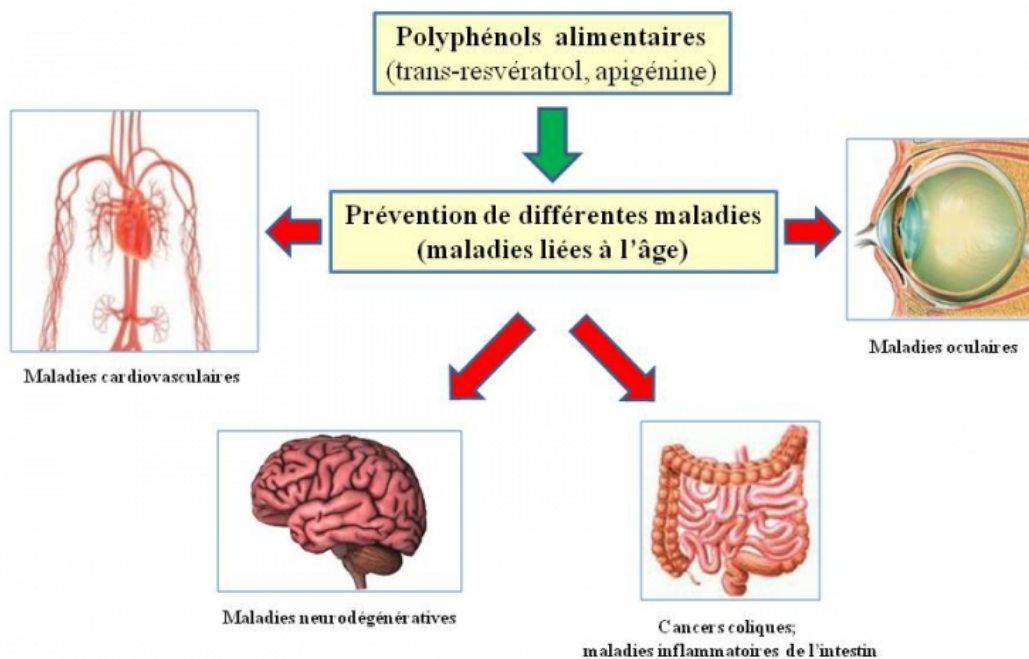 Polyphénols alimentaires
(trans-resvératrol, apigénine)
Prévention de différentes maladies
(maladies liées à l'âge)
Maladies cardiovasculaires
Maladies oculaires
Maladies neurodégénératives
Cancers coliques;
maladies inflammatoires de l'intestin